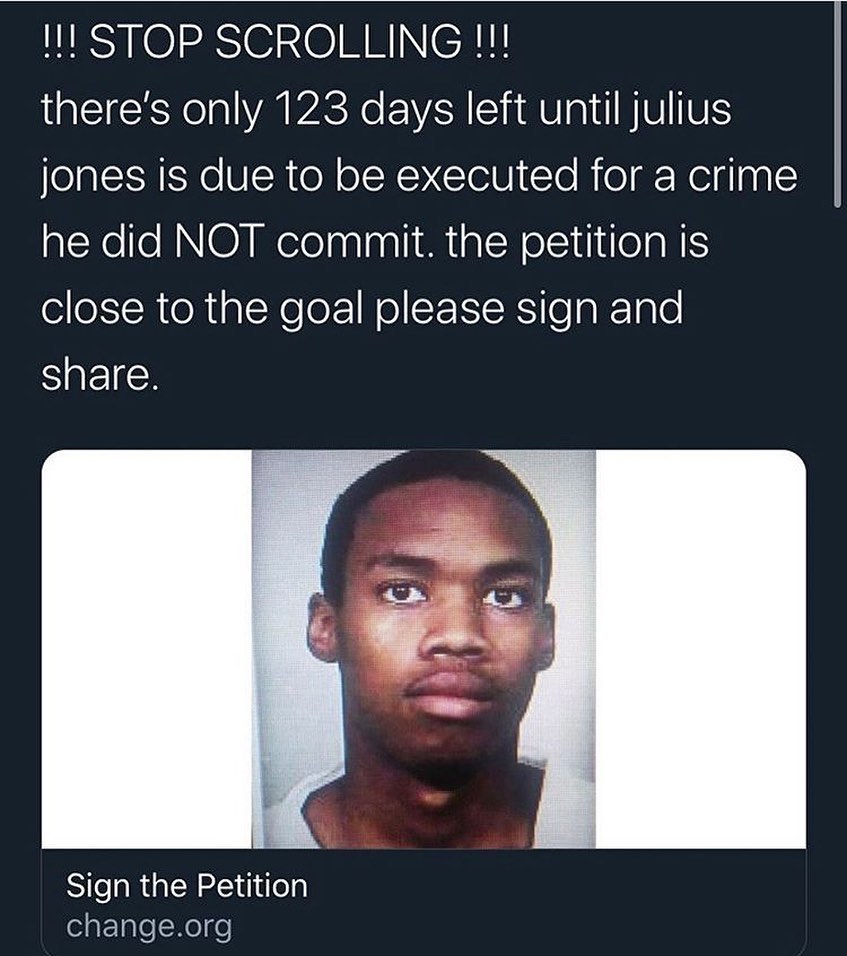 !!! STOP SCROLLING !!!
there's only 123 days left until julius
jones is due to be executed for a crime
he did NOT commit. the petition is
close to the goal please sign and
share.
Sign the Petition
change.org